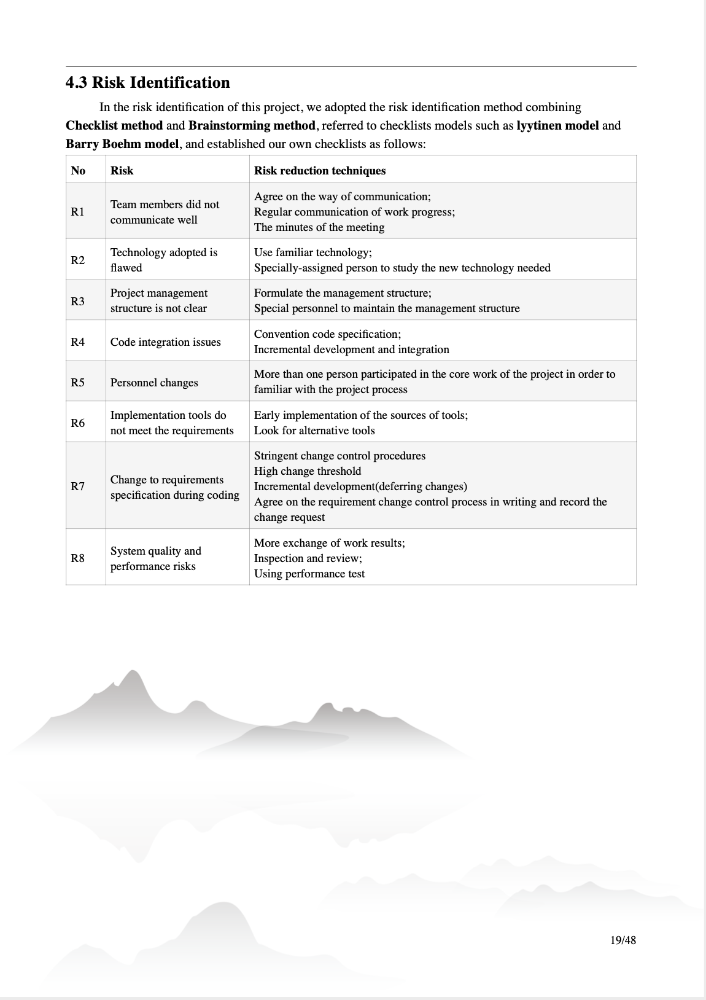 4.3 Risk Identification
In the risk identification of this project, we adopted the risk identification method combining
Checklist method and Brainstorming method, referred to checklists models such as lyytinen model and
Barry Boehm model, and established our own checklists as follows:
No Risk Risk reduction techniques
R1
Team members did not
communicate well
Agree on the way of communication;
Regular communication of work progress;
The minutes of the meeting
R2
Technology adopted is
flawed
Use familiar technology;
Specially-assigned person to study the new technology needed
R3
Project management
structure is not clear
Formulate the management structure;
Special personnel to maintain the management structure
R4
Code integration issues
Convention code specification;
Incremental development and integration
R5
Personnel changes
More than one person participated in the core work of the project in order to
familiar with the project process
R6
Implementation tools do
not meet the requirements
Early implementation of the sources of tools;
Look for alternative tools
R7
Change to requirements
specification during coding
Stringent change control procedures
High change threshold
Incremental development(deferring changes)
Agree on the requirement change control process in writing and record the
change request
R8
System quality and
performance risks
More exchange of work results;
Inspection and review;
Using performance test
19/48